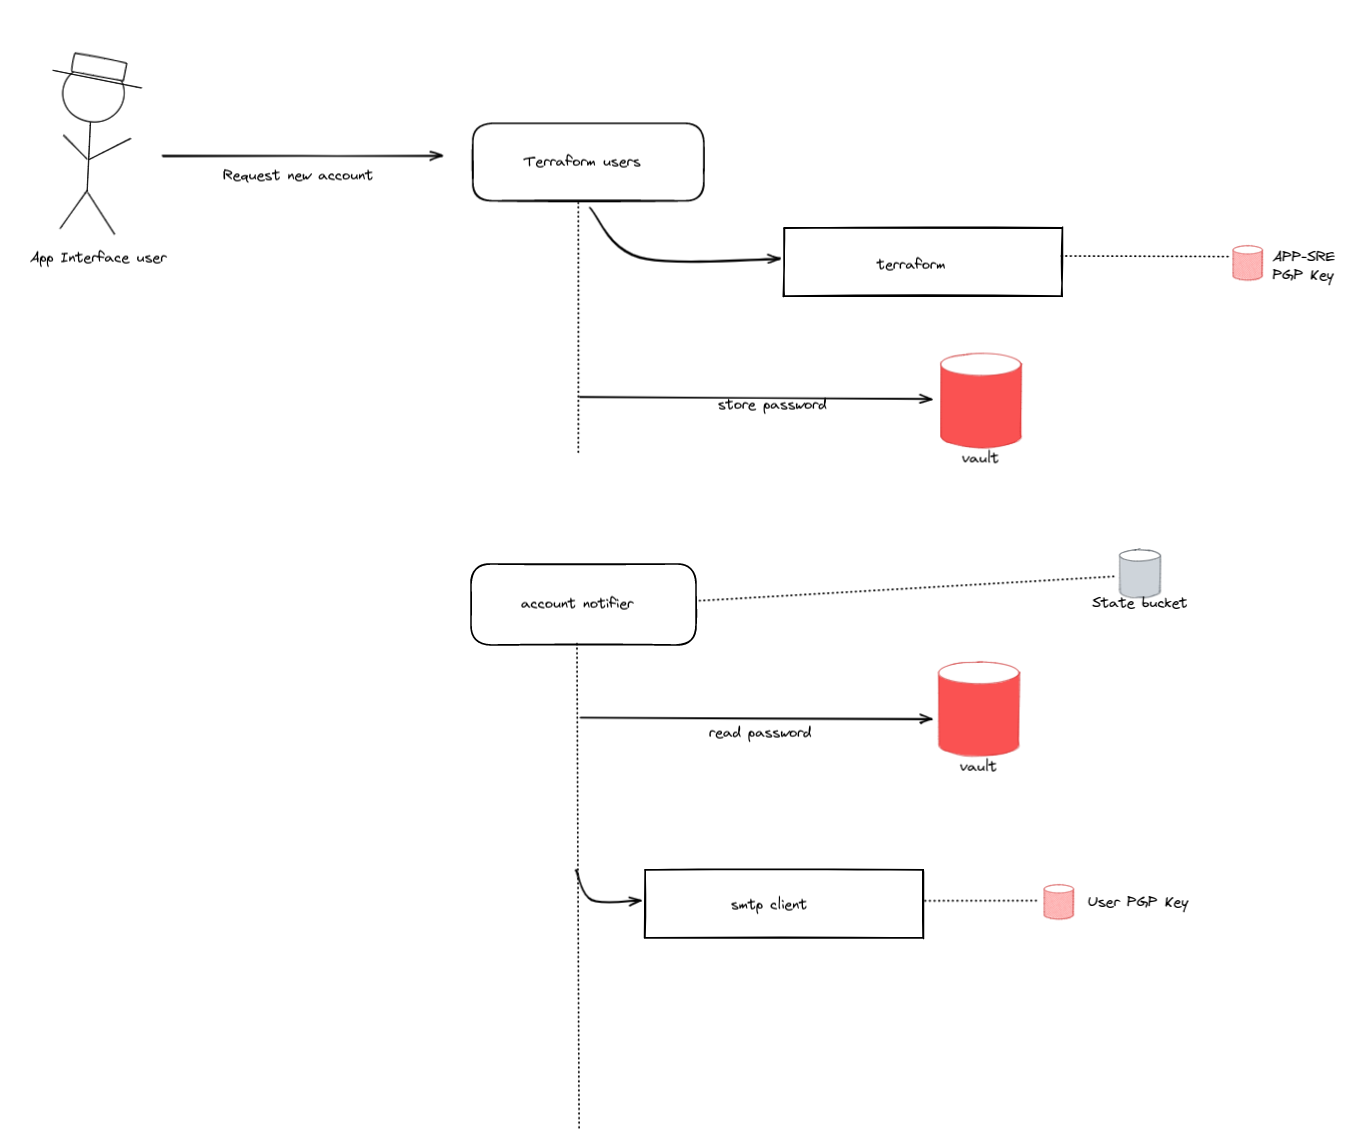 Terraform users
Request new account
App Interface user
terraform
APP-SRE
PGP Key
store password
vault
account notifier
State bucket
read password
vault
smtp client
User PGP Key